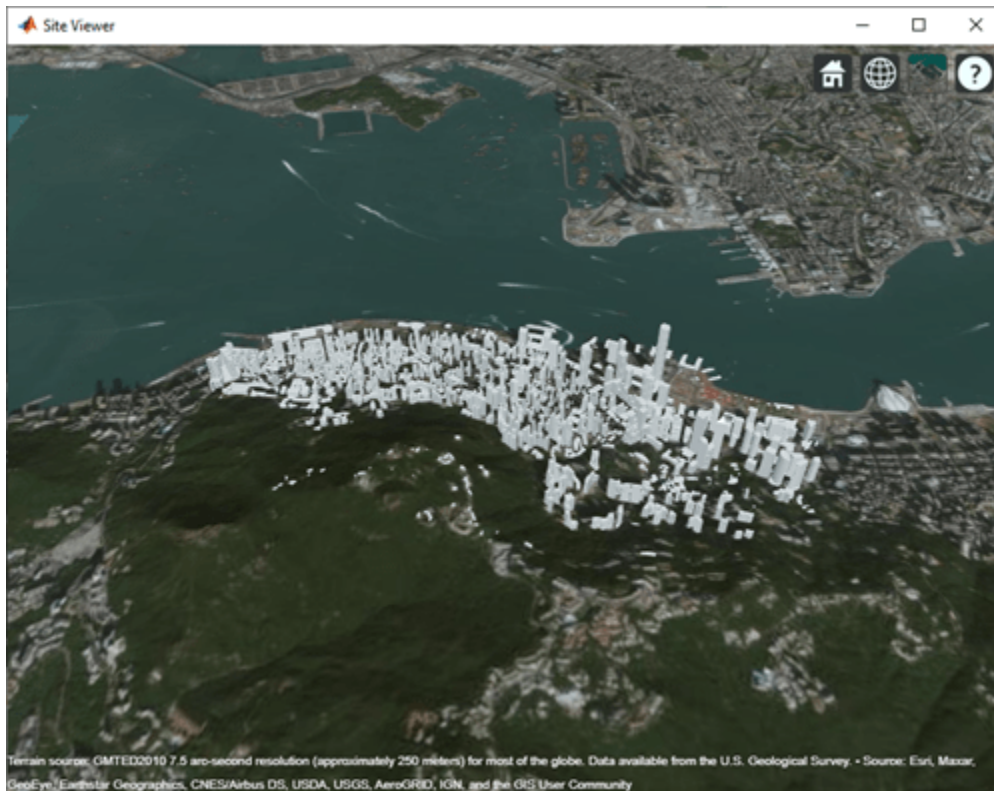 Site Viewer
?
Terrain source: GMTED2010 7.5 arc-second resolution (approximately 250 meters) for most of the globe. Data available from the U.S. Geological Survey. • Source: Esri, Maxar,
GeoEye, Earthstar Geographics, CNES/Airbus DS, USDA, USGS, AeroGRID, IGN, and the GIS User Community